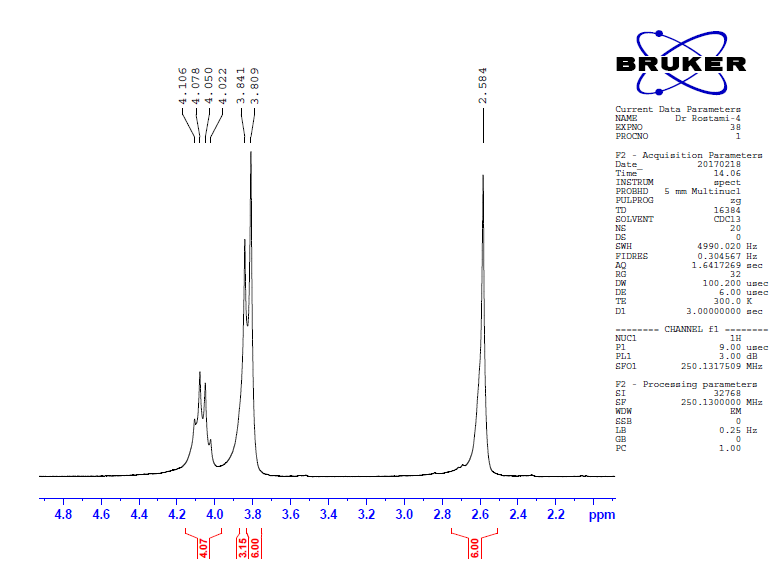 4.106
4.078
4.050
4.022
3.841
3.809
2.584
BRUKER
Current Data Parameters
NAME Dr Rostami-4
EXPNO 38
PROCNO 1
F2 - Acquisition Parameters
Date_ 20170218
Time 14.06
INSTRUM spect
PROBHD 5 mm Multinucl
PULPROG zg
TD 16384
SOLVENT CDCl3
NS 20
DS 0
SWH 4990.020 Hz
FIDRES 0.304567 Hz
AQ 1.6417269 sec
RG 32
DW 100.200 usec
DE 6.00 usec
TE 300.0 K
D1 3.00000000 sec
======== CHANNEL f1 ========
NUC1 1H
P1 9.00 usec
PL1 3.00 dB
SFO1 250.1317509 MHz
F2 - Processing parameters
SI 32768
SF 250.1300000 MHz
WDW EM
SSB 0
LB 0.25 Hz
GB 0
PC 1.00
4.8 4.6 4.4 4.2 4.0 3.8 3.6 3.4 3.2 3.0 2.8 2.6 2.4 2.2 ppm
4.07
3.15
6.00
6.00